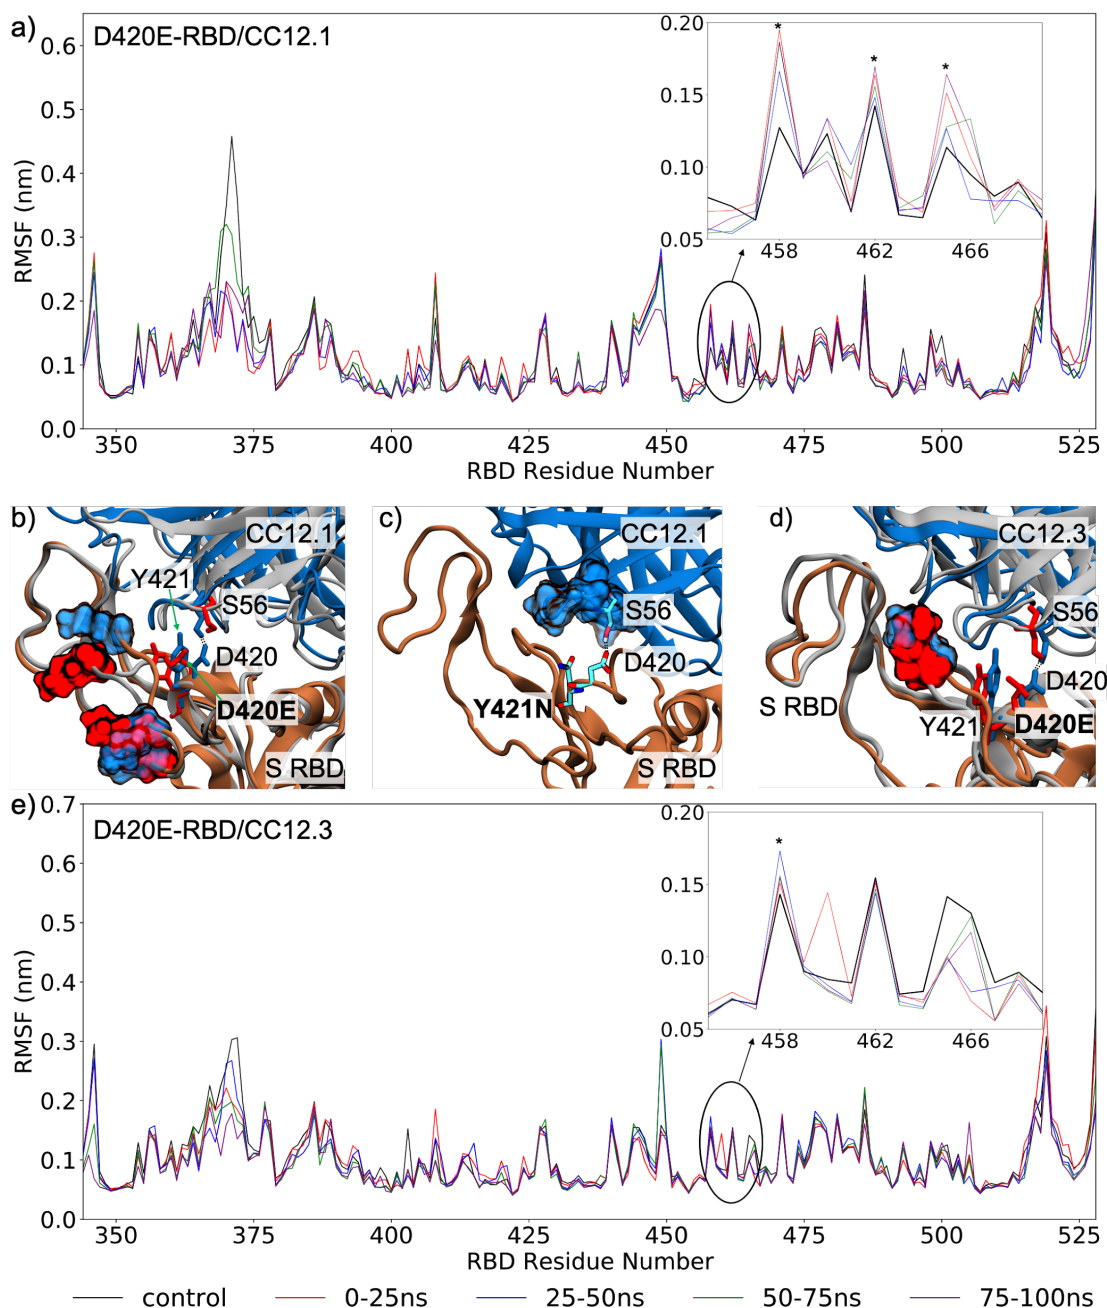 a)
D420E-RBD/CC12.1
RMSF (nm)
0.6
0.5
0.4
0.3
0.2
0.1
0.0
350
375
400
425
450
475
500
525
RBD Residue Number
0.20
0.15
0.10
0.05
458
462
466
*
*
*
b)
CC12.1
Y421
S56
D420
D420E
S RBD
c)
CC12.1
S56
D420
Y421N
S RBD
d)
CC12.3
S56
S RBD
D420
Y421
D420E
e)
D420E-RBD/CC12.3
RMSF (nm)
0.7
0.6
0.5
0.4
0.3
0.2
0.1
0.0
350
375
400
425
450
475
500
525
RBD Residue Number
0.20
0.15
0.10
0.05
458
462
466
*
control
0-25ns
25-50ns
50-75ns
75-100ns